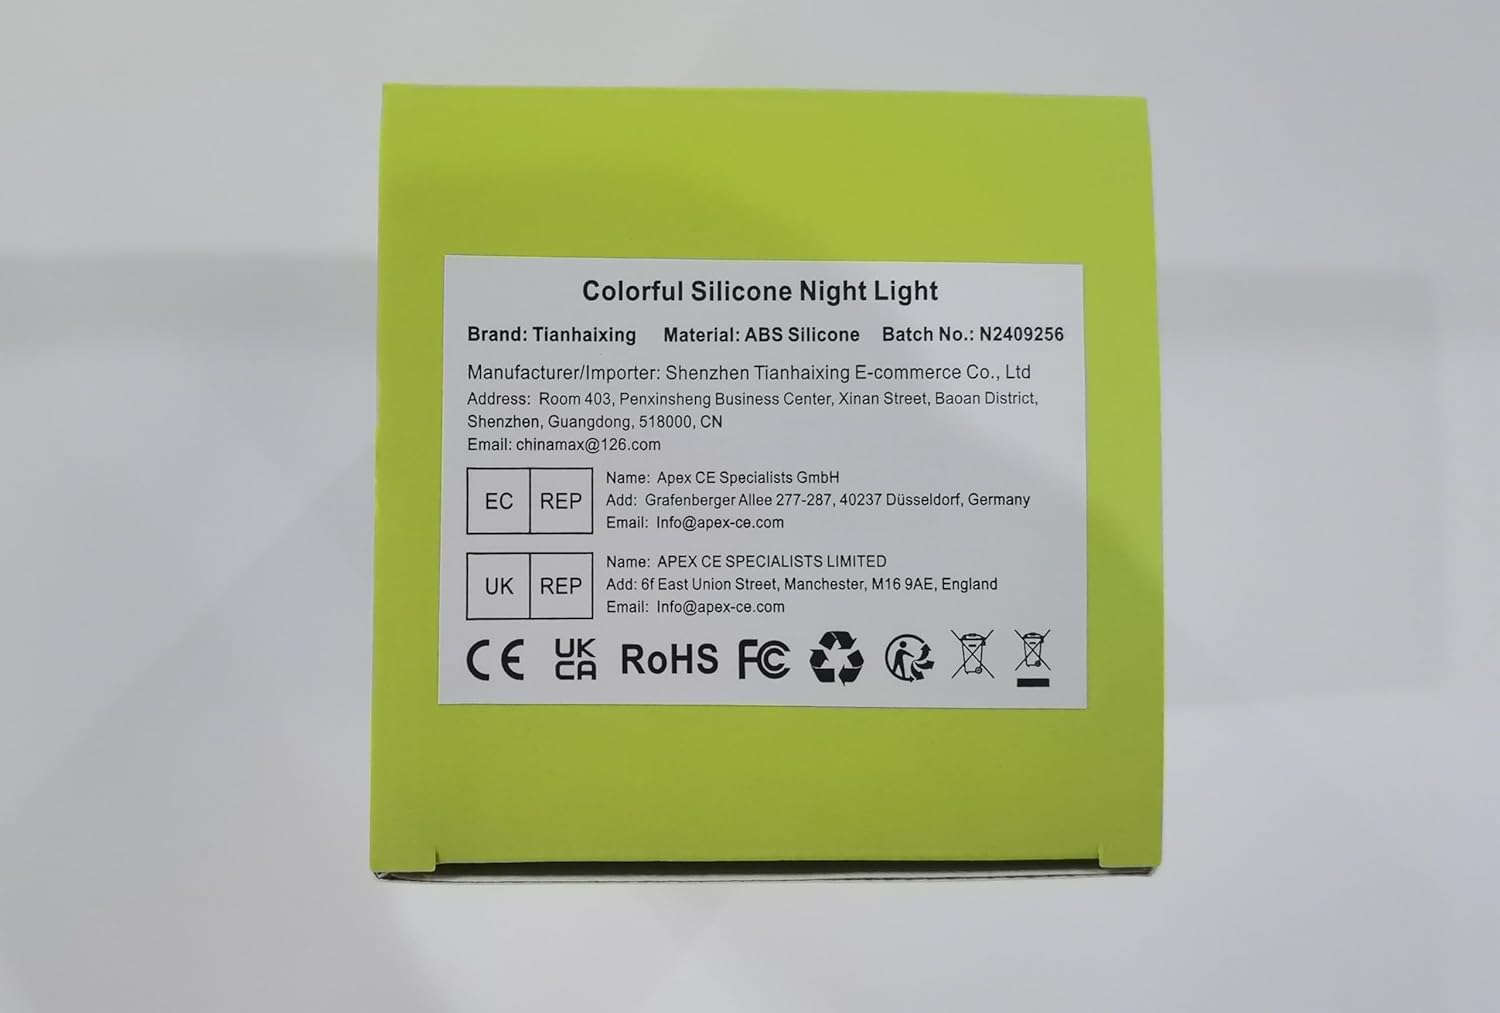 Colorful Silicone Night Light
Brand: Tianhaixing Material: ABS Silicone Batch No.: N2409256
Manufacturer/Importer: Shenzhen Tianhaixing E-commerce Co., Ltd
Address: Room 403, Penxinsheng Business Center, Xinan Street, Baoan District,
Shenzhen, Guangdong, 518000, CN
Email: chinamax@126.com
EC REP
Name: Apex CE Specialists GmbH
Add: Grafenberger Allee 277-287, 40237 Düsseldorf, Germany
Email: Info@apex-ce.com
UK REP
Name: APEX CE SPECIALISTS LIMITED
Add: 6f East Union Street, Manchester, M16 9AE, England
Email: Info@apex-ce.com
CE UK CA RoHS FC